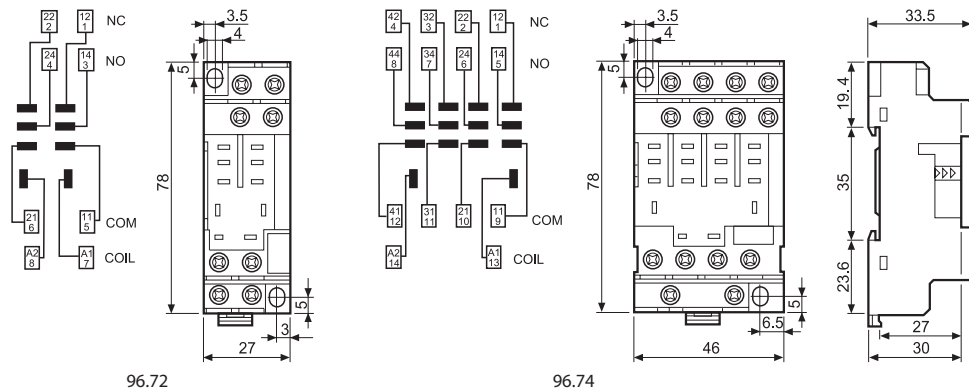 22 2 12 1 NC
24 4 14 3 NO
21 6 11 5 COM
A2 8 A1 7 COIL
3.5
4
5
78
5
3
27
96.72
42 4 32 3 22 2 12 1 NC
44 8 34 7 24 6 14 5 NO
41 12 31 11 21 10 11 9 COM
A2 14 A1 13 COIL
3.5
4
5
78
5
6.5
46
96.74
33.5
19.4
35
23.6
27
30